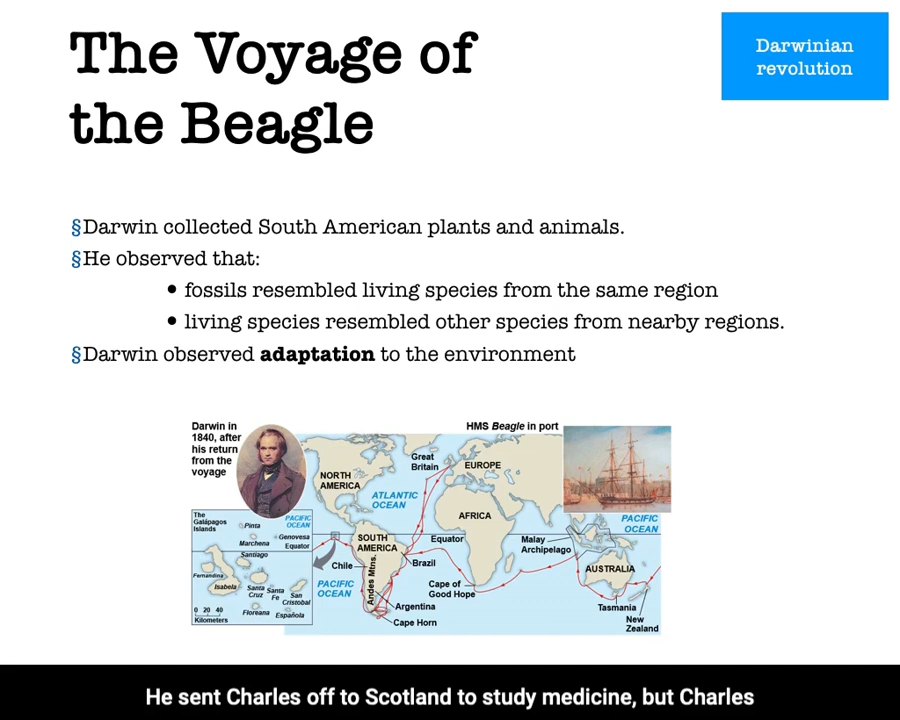 The Voyage of
the Beagle
Darwinian
revolution
§Darwin collected South American plants and animals.
§He observed that:
• fossils resembled living species from the same region
• living species resembled other species from nearby regions.
§Darwin observed adaptation to the environment
Darwin in
1840, after
his return
from the
voyage
HMS Beagle in port
Great
Britain
EUROPE
NORTH
AMERICA
ATLANTIC
OCEAN
AFRICA
The
Galápagos
Islands
PACIFIC
OCEAN
Pinta
Genovesa
Marchena
Equator
Santiago
Fernandina
Isabela
Santa
Cruz
Santa
Fe
San
Cristobal
Floreana
Española
0 20 40
Kilometers
SOUTH
AMERICA
Equator
Malay
Archipelago
PACIFIC
OCEAN
Chile
Brazil
AUSTRALIA
PACIFIC
OCEAN
Andes Mtns.
Cape of
Good Hope
Argentina
Cape Horn
Tasmania
New
Zealand
He sent Charles off to Scotland to study medicine, but Charles